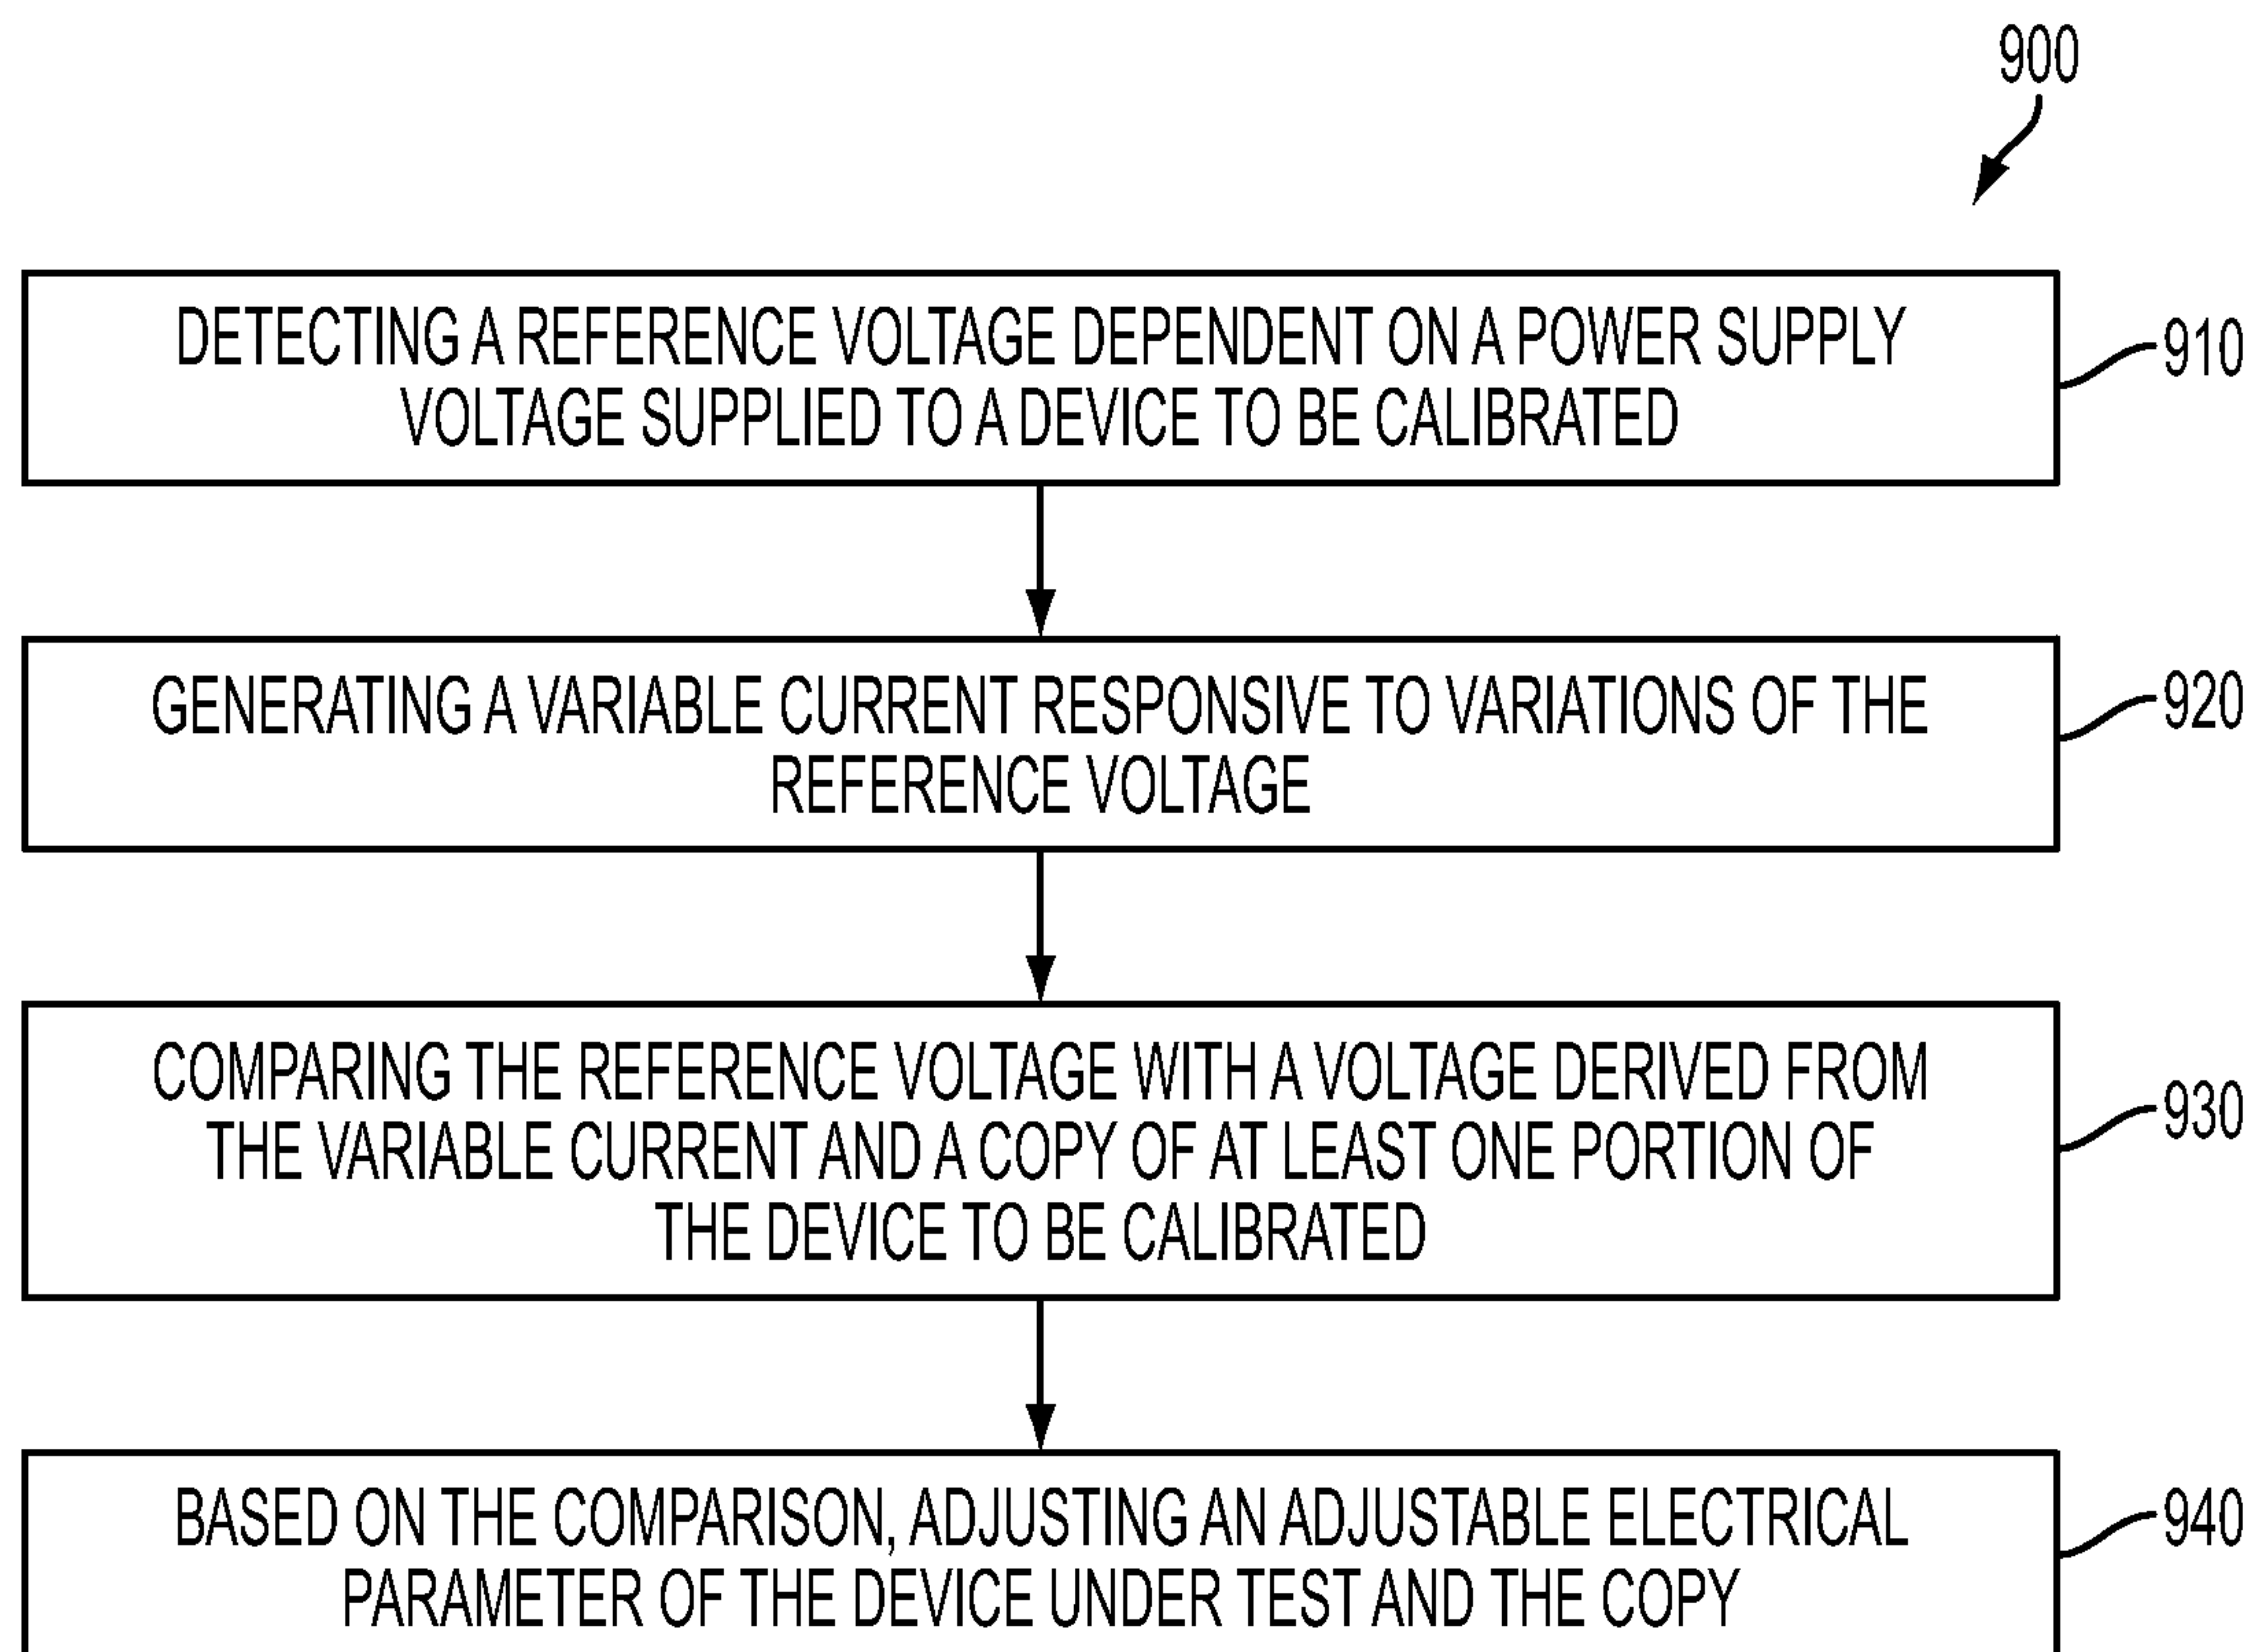 900
DETECTING A REFERENCE VOLTAGE DEPENDENT ON A POWER SUPPLY
VOLTAGE SUPPLIED TO A DEVICE TO BE CALIBRATED
910
GENERATING A VARIABLE CURRENT RESPONSIVE TO VARIATIONS OF THE
REFERENCE VOLTAGE
920
COMPARING THE REFERENCE VOLTAGE WITH A VOLTAGE DERIVED FROM
THE VARIABLE CURRENT AND A COPY OF AT LEAST ONE PORTION OF
THE DEVICE TO BE CALIBRATED
930
BASED ON THE COMPARISON, ADJUSTING AN ADJUSTABLE ELECTRICAL
PARAMETER OF THE DEVICE UNDER TEST AND THE COPY
940